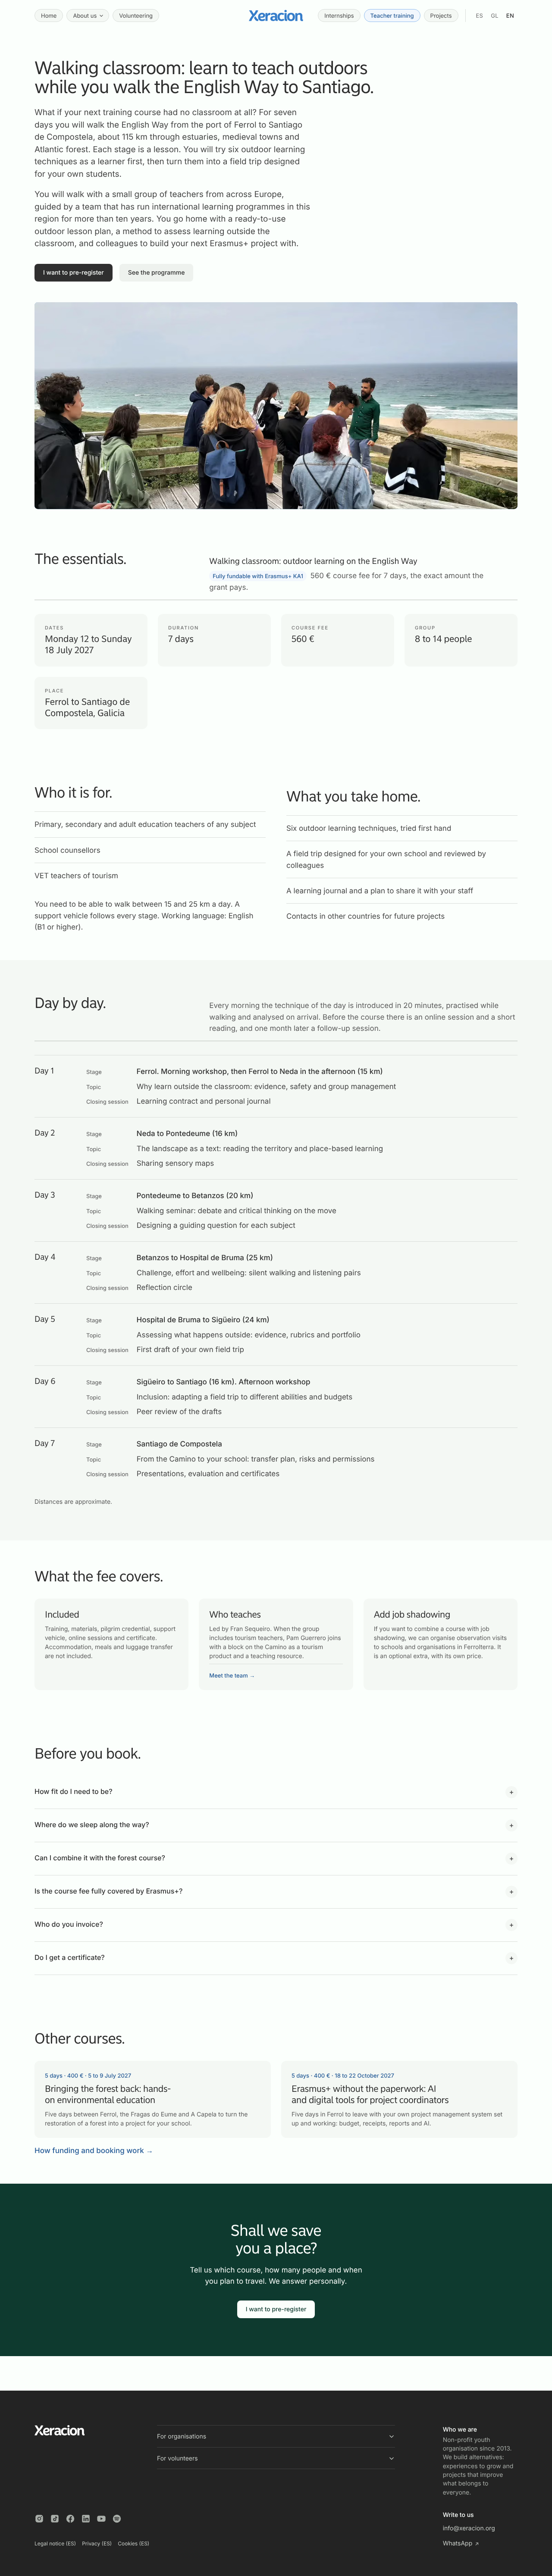 Home
About us
Volunteering
Xeracion
Internships
Teacher training
Projects
ES
GL
EN
Walking classroom: learn to teach outdoors
while you walk the English Way to Santiago.
What if your next training course had no classroom at all? For seven
days you will walk the English Way from the port of Ferrol to Santiago
de Compostela, about 115 km through estuaries, medieval towns and
Atlantic forest. Each stage is a lesson. You will try six outdoor learning
techniques as a learner first, then turn them into a field trip designed
for your own students.
You will walk with a small group of teachers from across Europe,
guided by a team that has run international learning programmes in this
region for more than ten years. You go home with a ready-to-use
outdoor lesson plan, a method to assess learning outside the
classroom, and colleagues to build your next Erasmus+ project with.
I want to pre-register
See the programme
The essentials.
Walking classroom: outdoor learning on the English Way
Fully fundable with Erasmus+ KA1 560 € course fee for 7 days, the exact amount the
grant pays.
DATES
Monday 12 to Sunday
18 July 2027
DURATION
7 days
COURSE FEE
560 €
GROUP
8 to 14 people
PLACE
Ferrol to Santiago de
Compostela, Galicia
Who it is for.
Primary, secondary and adult education teachers of any subject
School counsellors
VET teachers of tourism
You need to be able to walk between 15 and 25 km a day. A
support vehicle follows every stage. Working language: English
(B1 or higher).
What you take home.
Six outdoor learning techniques, tried first hand
A field trip designed for your own school and reviewed by
colleagues
A learning journal and a plan to share it with your staff
Contacts in other countries for future projects
Day by day.
Every morning the technique of the day is introduced in 20 minutes, practised while
walking and analysed on arrival. Before the course there is an online session and a short
reading, and one month later a follow-up session.
Day 1
Stage Ferrol. Morning workshop, then Ferrol to Neda in the afternoon (15 km)
Topic Why learn outside the classroom: evidence, safety and group management
Closing session Learning contract and personal journal
Day 2
Stage Neda to Pontedeume (16 km)
Topic The landscape as a text: reading the territory and place-based learning
Closing session Sharing sensory maps
Day 3
Stage Pontedeume to Betanzos (20 km)
Topic Walking seminar: debate and critical thinking on the move
Closing session Designing a guiding question for each subject
Day 4
Stage Betanzos to Hospital de Bruma (25 km)
Topic Challenge, effort and wellbeing: silent walking and listening pairs
Closing session Reflection circle
Day 5
Stage Hospital de Bruma to Sigüeiro (24 km)
Topic Assessing what happens outside: evidence, rubrics and portfolio
Closing session First draft of your own field trip
Day 6
Stage Sigüeiro to Santiago (16 km). Afternoon workshop
Topic Inclusion: adapting a field trip to different abilities and budgets
Closing session Peer review of the drafts
Day 7
Stage Santiago de Compostela
Topic From the Camino to your school: transfer plan, risks and permissions
Closing session Presentations, evaluation and certificates
Distances are approximate.
What the fee covers.
Included
Training, materials, pilgrim credential, support
vehicle, online sessions and certificate.
Accommodation, meals and luggage transfer
are not included.
Who teaches
Led by Fran Sequeiro. When the group
includes tourism teachers, Pam Guerrero joins
with a block on the Camino as a tourism
product and a teaching resource.
Meet the team →
Add job shadowing
If you want to combine a course with job
shadowing, we can organise observation visits
to schools and organisations in Ferrolterra. It
is an optional extra, with its own price.
Before you book.
How fit do I need to be? +
Where do we sleep along the way? +
Can I combine it with the forest course? +
Is the course fee fully covered by Erasmus+? +
Who do you invoice? +
Do I get a certificate? +
Other courses.
5 days · 400 € · 5 to 9 July 2027
Bringing the forest back: hands-
on environmental education
Five days between Ferrol, the Fragas do Eume and A Capela to turn the
restoration of a forest into a project for your school.
5 days · 400 € · 18 to 22 October 2027
Erasmus+ without the paperwork: AI
and digital tools for project coordinators
Five days in Ferrol to leave with your own project management system set
up and working: budget, receipts, reports and AI.
How funding and booking work →
Shall we save
you a place?
Tell us which course, how many people and when
you plan to travel. We answer personally.
I want to pre-register
Xeracion
For organisations
For volunteers
Who we are
Non-profit youth
organisation since 2013.
We build alternatives:
experiences to grow and
projects that improve
what belongs to
everyone.
Write to us
info@xeracion.org
WhatsApp ↗
Legal notice (ES)
Privacy (ES)
Cookies (ES)